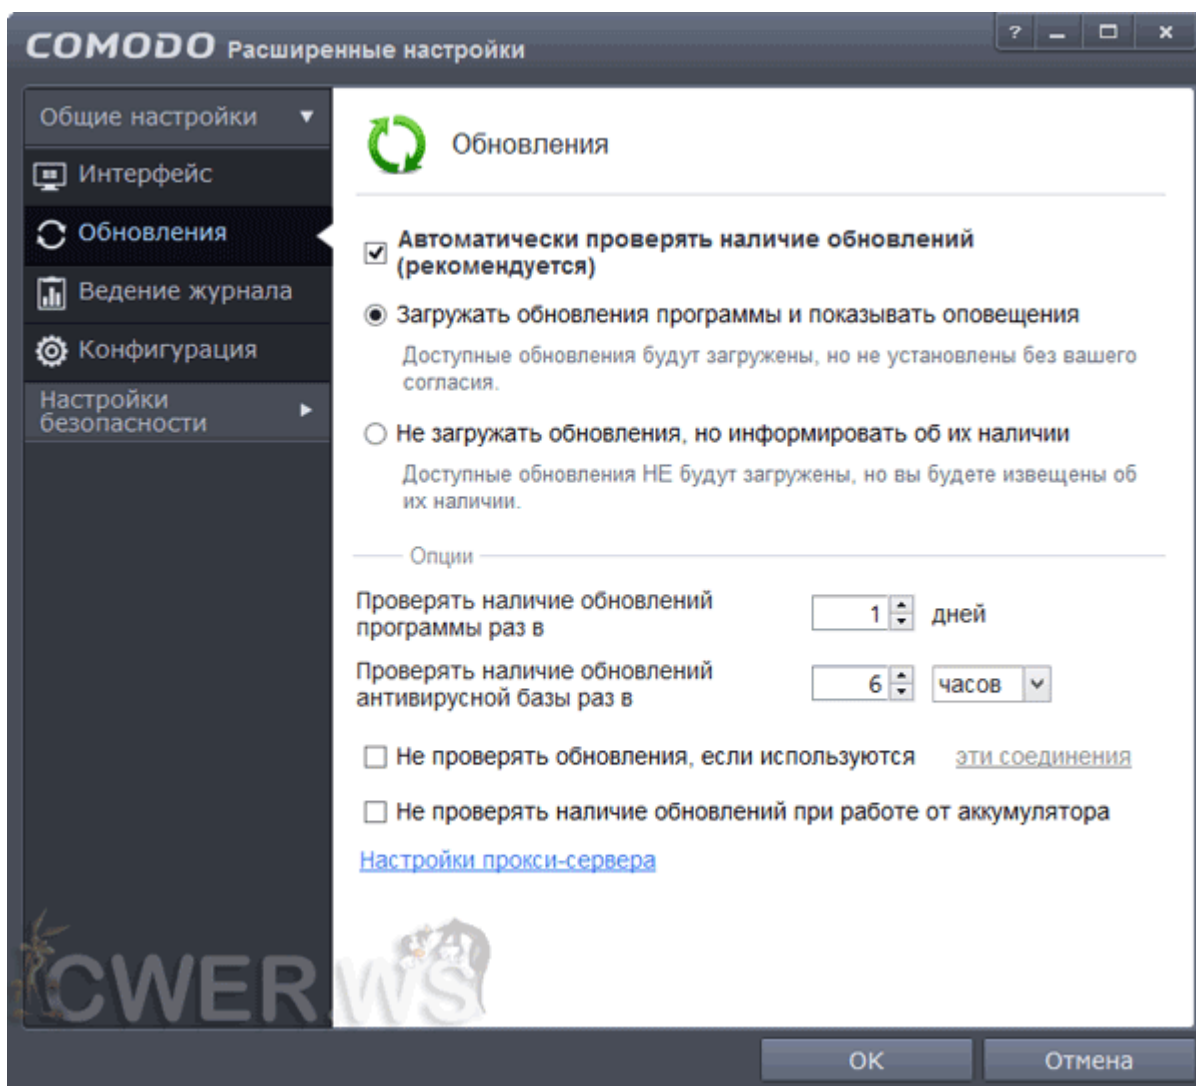 COMODO Расширенные настройки
?
Общие настройки
Интерфейс
Обновления
Ведение журнала
Конфигурация
Настройки
безопасности
Обновления
Автоматически проверять наличие обновлений
(рекомендуется)
Загружать обновления программы и показывать оповещения
Доступные обновления будут загружены, но не установлены без вашего
согласия.
Не загружать обновления, но информировать об их наличии
Доступные обновления НЕ будут загружены, но вы будете извещены об
их наличии.
Опции
Проверять наличие обновлений
программы раз в
1 дней
Проверять наличие обновлений
антивирусной базы раз в
6 часов
Не проверять обновления, если используются эти соединения
Не проверять наличие обновлений при работе от аккумулятора
Настройки прокси-сервера
CWER.WS
OK Отмена